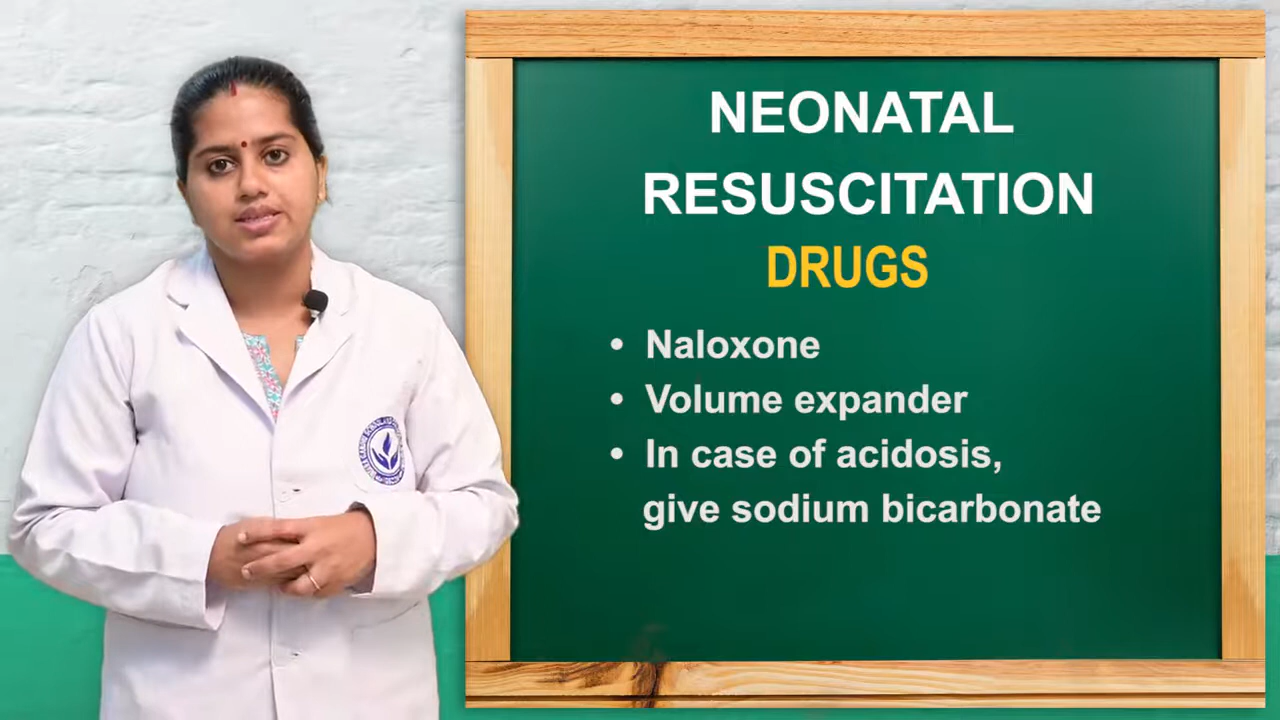 NEONATAL
RESUSCITATION
DRUGS
• Naloxone
• Volume expander
• In case of acidosis,
give sodium bicarbonate